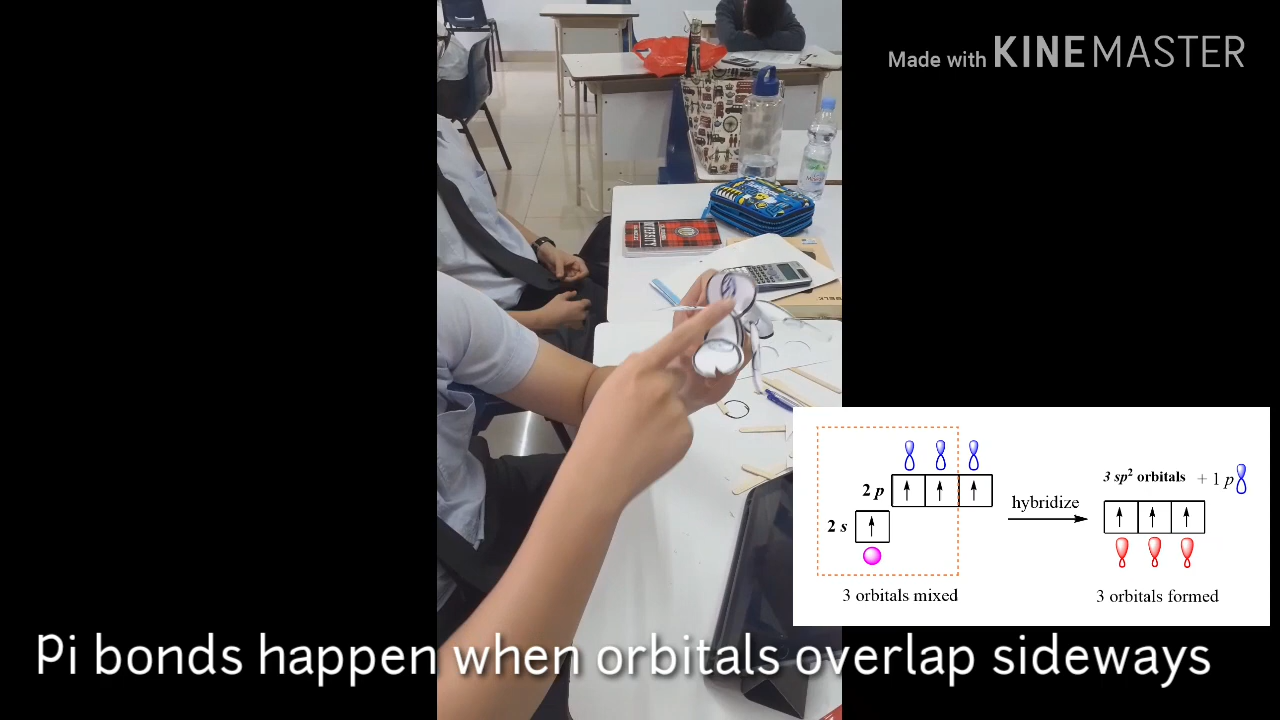 Made with KINEMASTER
UNIVERSITY
2 p
2 s
3 orbitals mixed
hybridize
3 sp² orbitals + 1 p
3 orbitals formed
Pi bonds happen when orbitals overlap sideways